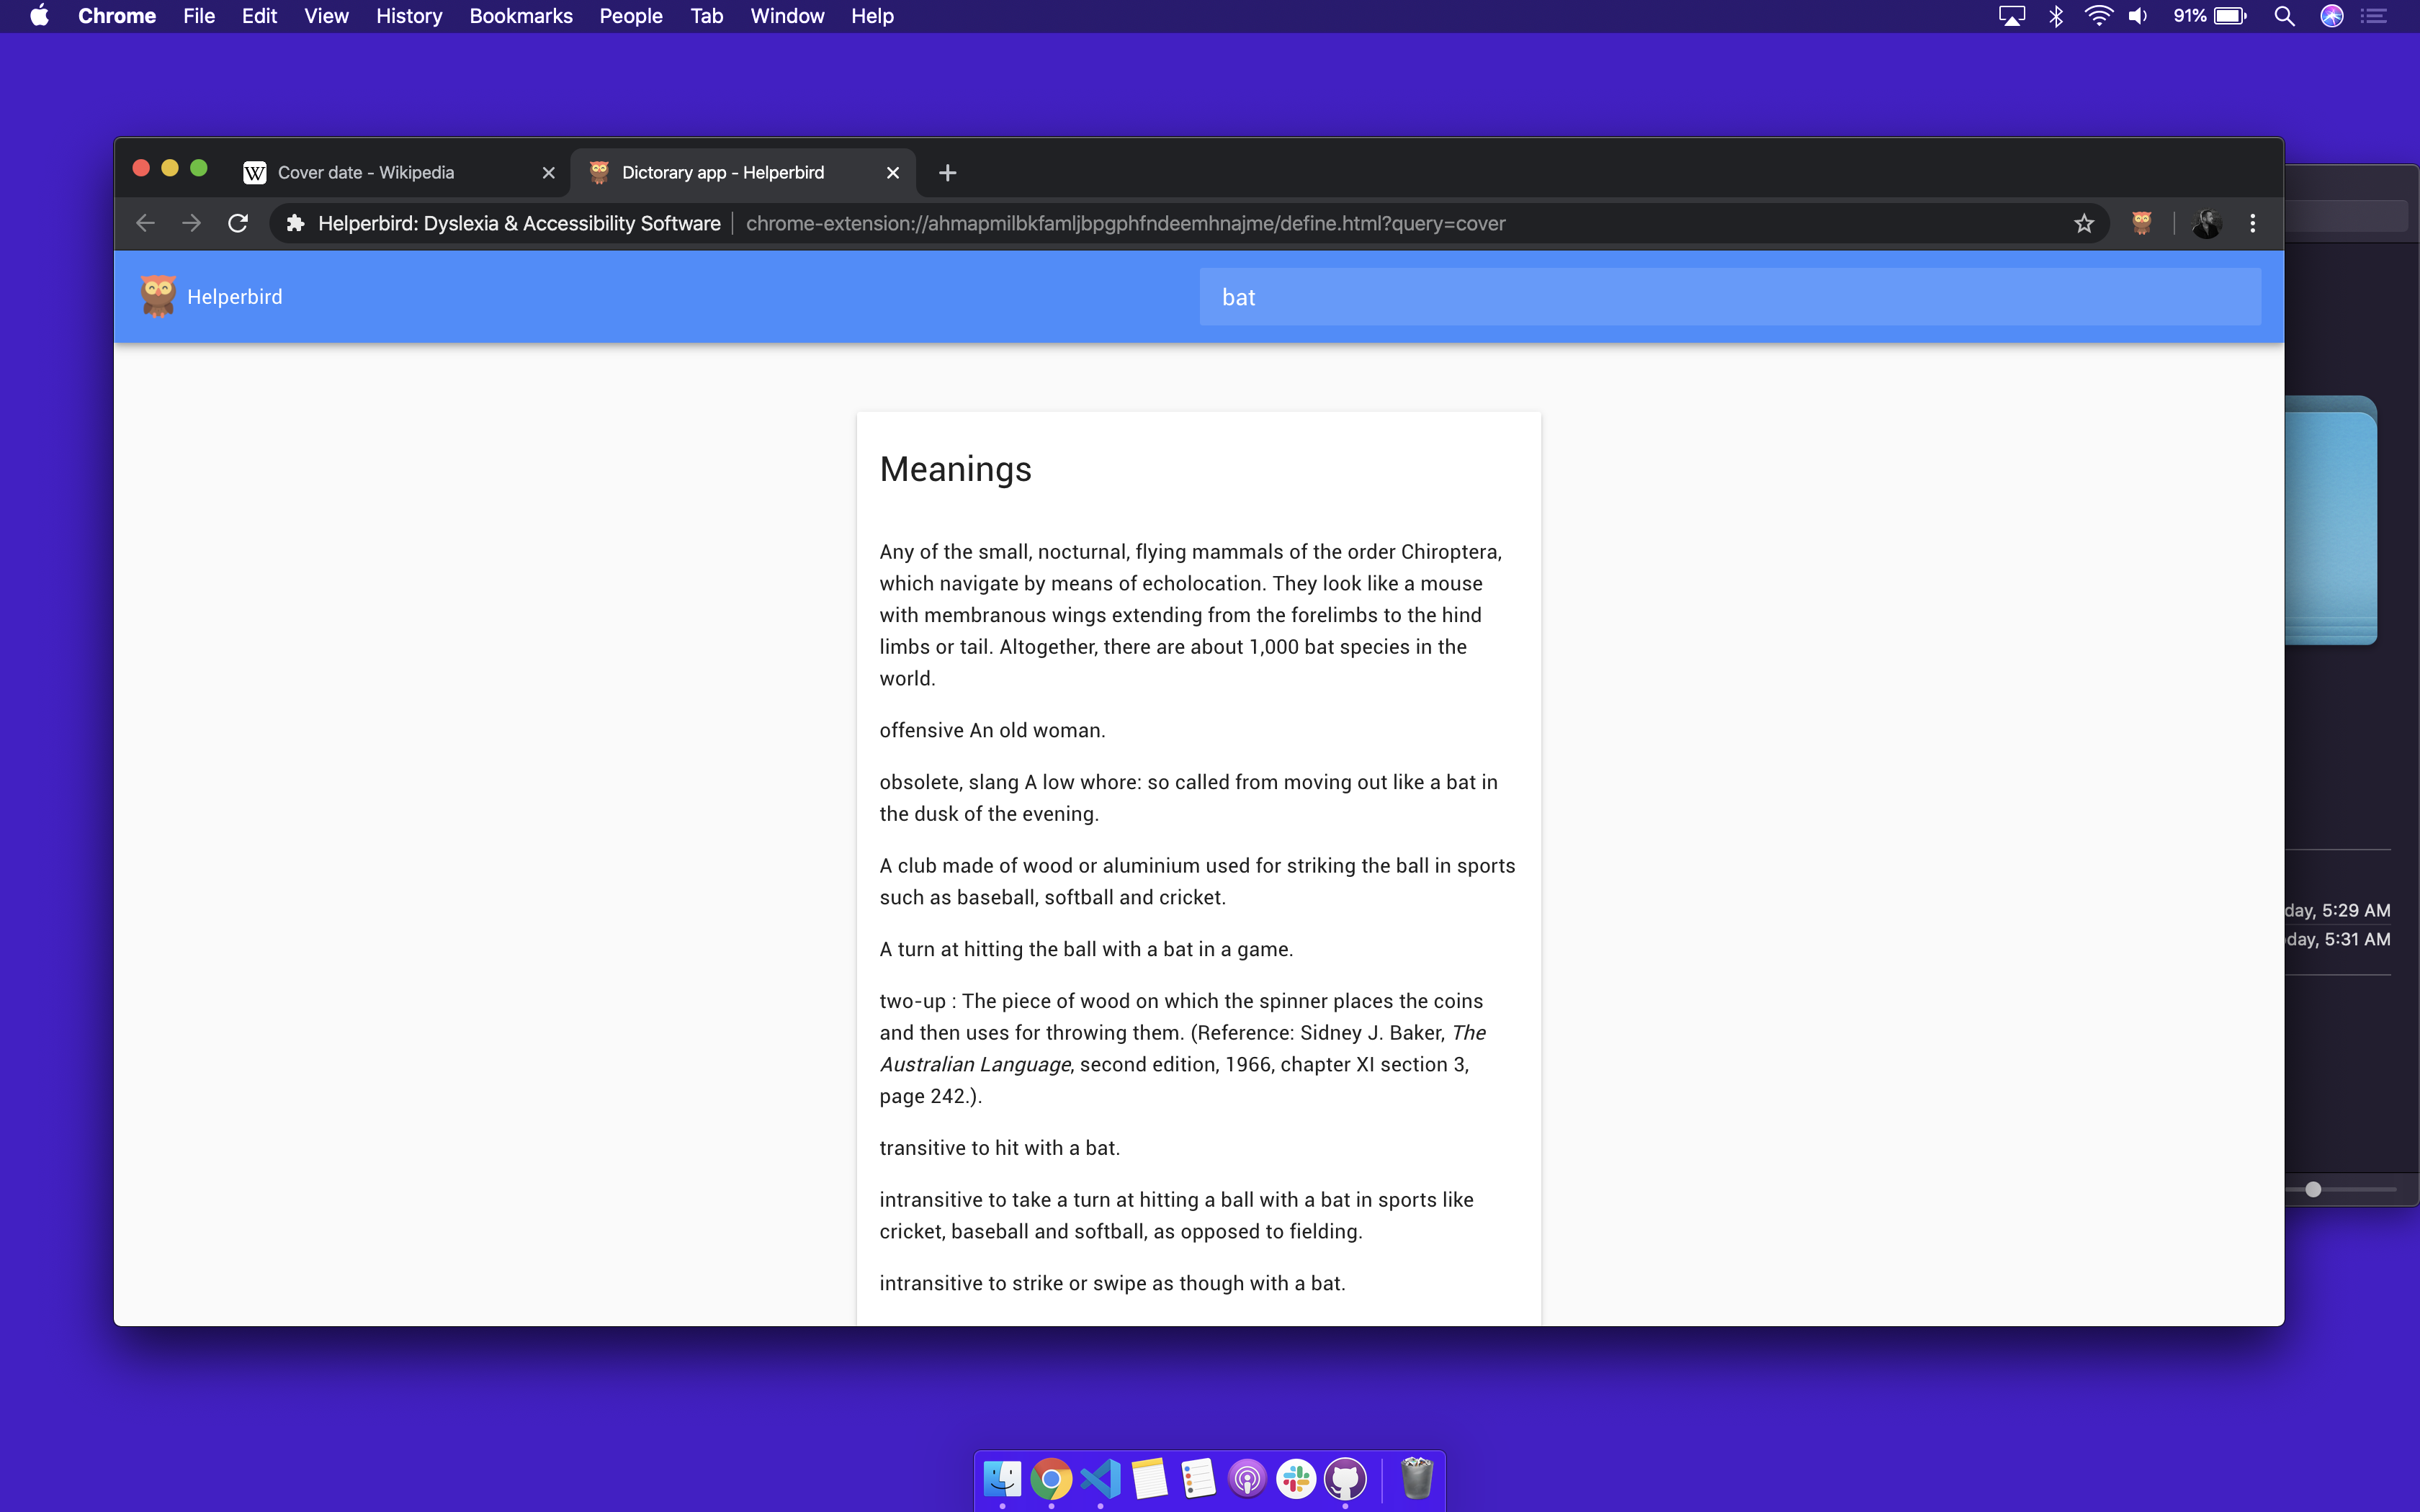 Chrome File Edit View History Bookmarks People Tab Window Help 91%
Cover date - Wikipedia Dictorary app - Helperbird
Helperbird: Dyslexia & Accessibility Software chrome-extension://ahmapmilbkfamljbpgphfndeemhnajme/define.html?query=cover
Helperbird bat
Meanings
Any of the small, nocturnal, flying mammals of the order Chiroptera,
which navigate by means of echolocation. They look like a mouse
with membranous wings extending from the forelimbs to the hind
limbs or tail. Altogether, there are about 1,000 bat species in the
world.
offensive An old woman.
obsolete, slang A low whore: so called from moving out like a bat in
the dusk of the evening.
A club made of wood or aluminium used for striking the ball in sports
such as baseball, softball and cricket.
A turn at hitting the ball with a bat in a game.
two-up : The piece of wood on which the spinner places the coins
and then uses for throwing them. (Reference: Sidney J. Baker, The
Australian Language, second edition, 1966, chapter XI section 3,
page 242.).
transitive to hit with a bat.
intransitive to take a turn at hitting a ball with a bat in sports like
cricket, baseball and softball, as opposed to fielding.
intransitive to strike or swipe as though with a bat.
day, 5:29 AM
day, 5:31 AM